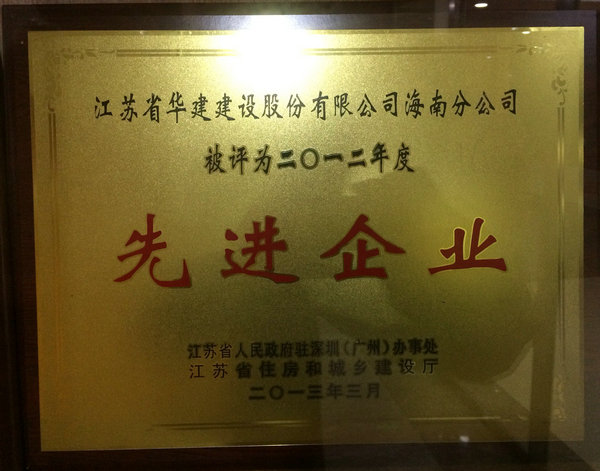 江苏省华建建设股份有限公司海南分公司
被评为二〇一二年度
先进企业
江苏省人民政府驻深圳（广州）办事处
江苏省住房和城乡建设厅
二〇一三年三月